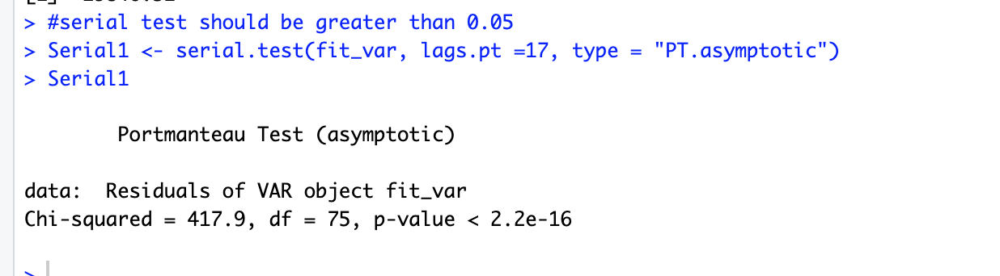 > #serial test should be greater than 0.05
> Serial1 <- serial.test(fit_var, lags.pt =17, type = "PT.asymptotic")
> Serial1
Portmanteau Test (asymptotic)
data:  Residuals of VAR object fit_var
Chi-squared = 417.9, df = 75, p-value < 2.2e-16
>